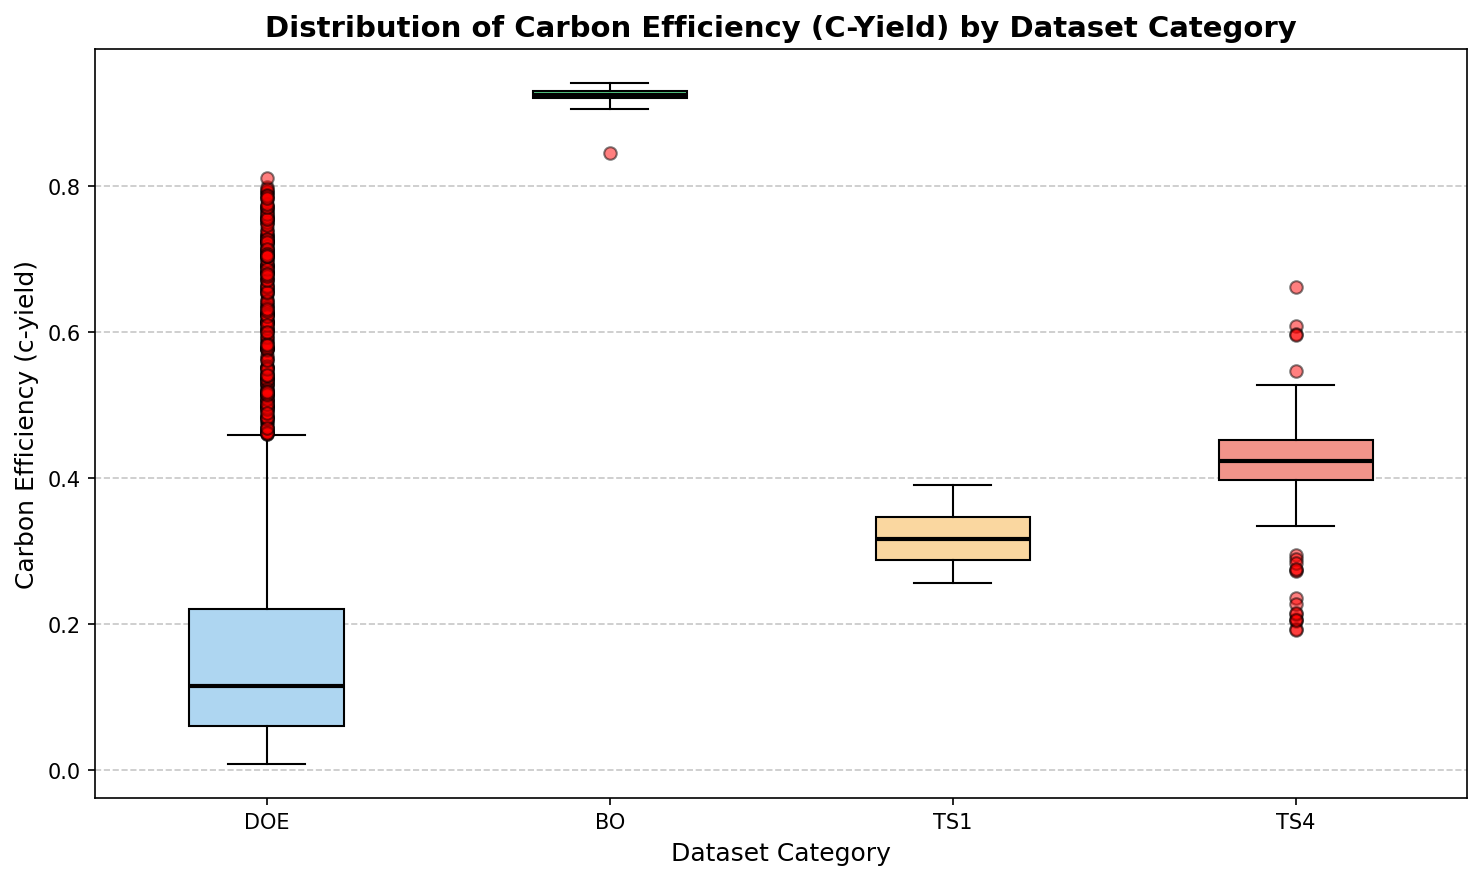 Distribution of Carbon Efficiency (C-Yield) by Dataset Category
Carbon Efficiency (c-yield)
0.8
0.6
0.4
0.2
0.0
DOE
BO
TS1
TS4
Dataset Category